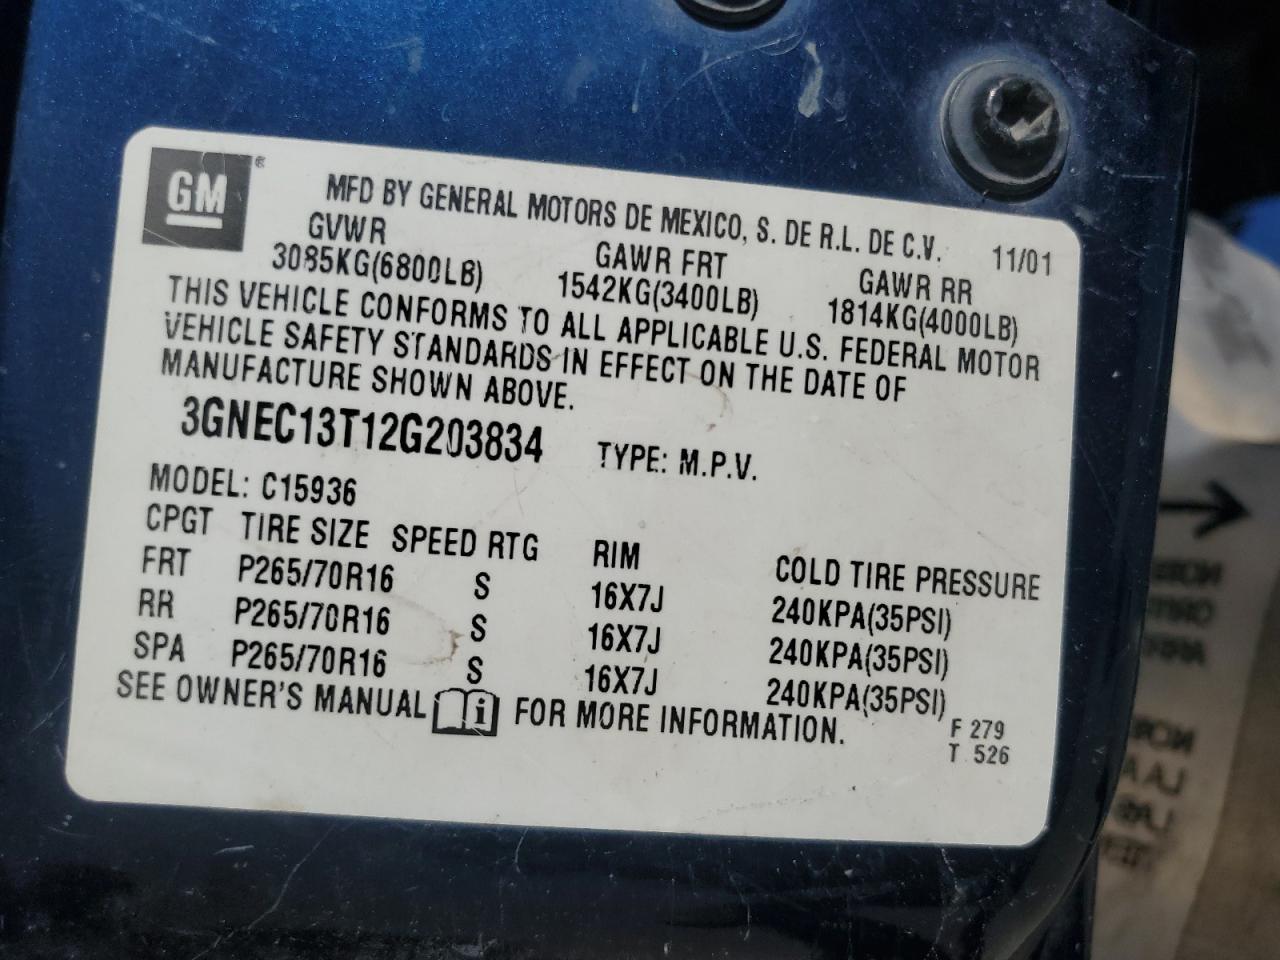 GM®
MFD BY GENERAL MOTORS DE MEXICO, S. DE R.L. DE C.V. 11/01
GVWR GAWR FRT GAWR RR
3085KG(6800LB) 1542KG(3400LB) 1814KG(4000LB)
THIS VEHICLE CONFORMS TO ALL APPLICABLE U.S. FEDERAL MOTOR
VEHICLE SAFETY STANDARDS IN EFFECT ON THE DATE OF
MANUFACTURE SHOWN ABOVE.
3GNEC13T12G203834 TYPE: M.P.V.
MODEL: C15936
CPGT TIRE SIZE SPEED RTG RIM COLD TIRE PRESSURE
FRT P265/70R16 S 16X7J 240KPA(35PSI)
RR P265/70R16 S 16X7J 240KPA(35PSI)
SPA P265/70R16 S 16X7J 240KPA(35PSI)
SEE OWNER'S MANUAL i FOR MORE INFORMATION.
F 279
T 526